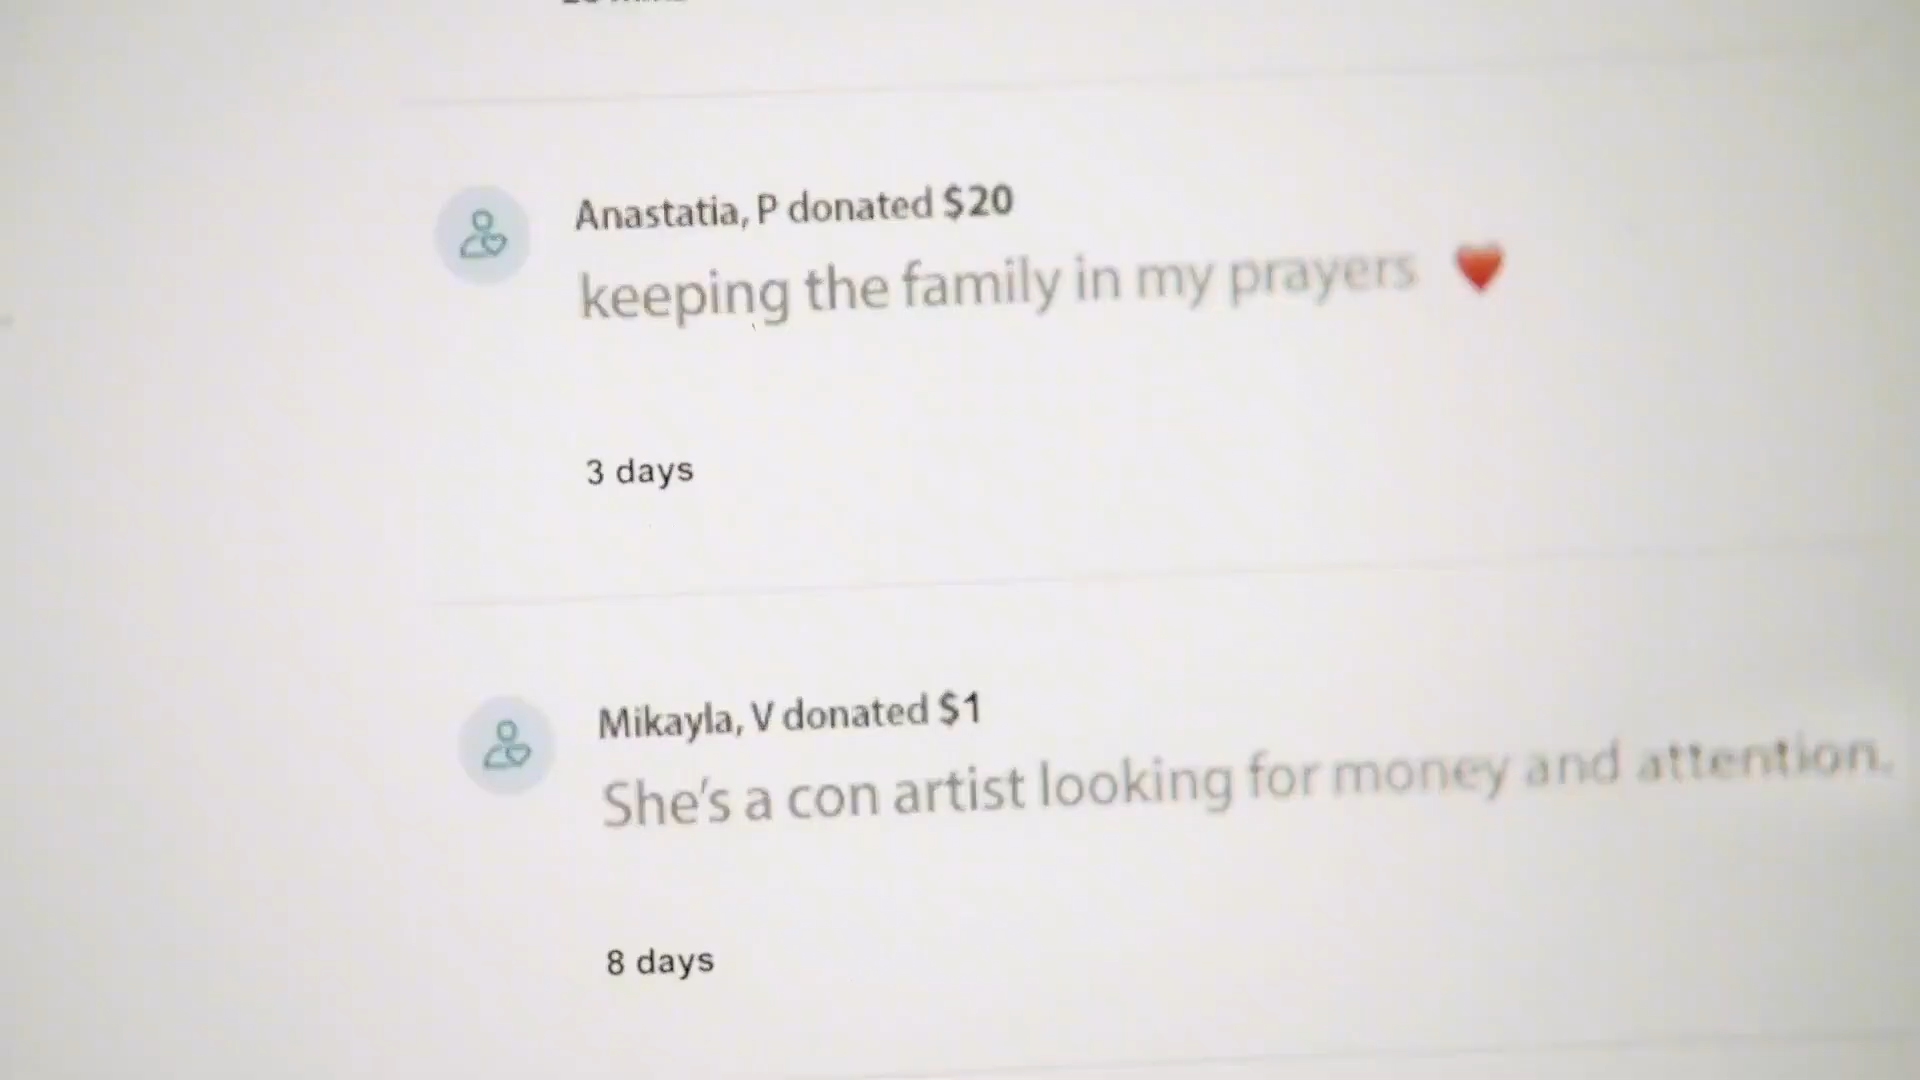 Anastatia, P donated $20
keeping the family in my prayers ❤
3 days
Mikayla, V donated $1
She's a con artist looking for money and attention.
8 days